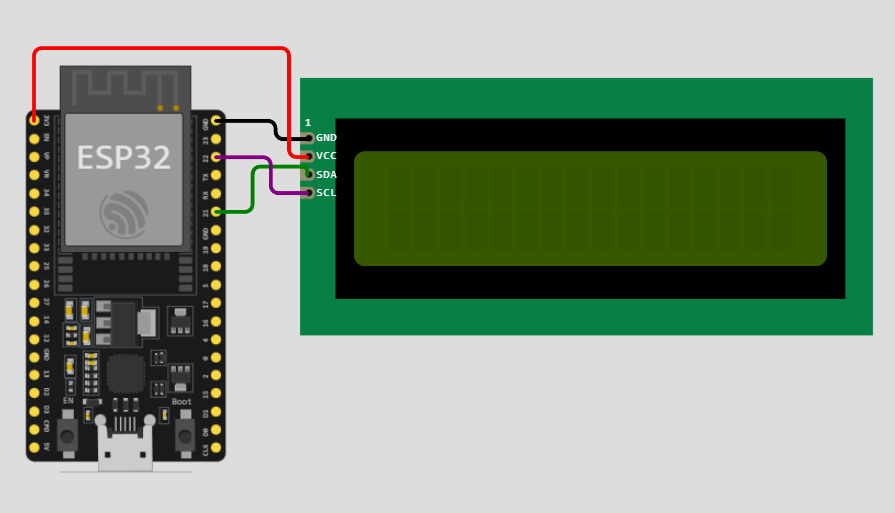 ESP32
3V3
EN
VP
VN
34
35
32
33
25
26
27
14
12
GND
13
D2
D3
CMD
5V
GND
23
22
TX
RX
21
GND
19
18
5
17
16
4
0
2
15
D1
D0
CLK
EN
Boot
1
GND
VCC
SDA
SCL